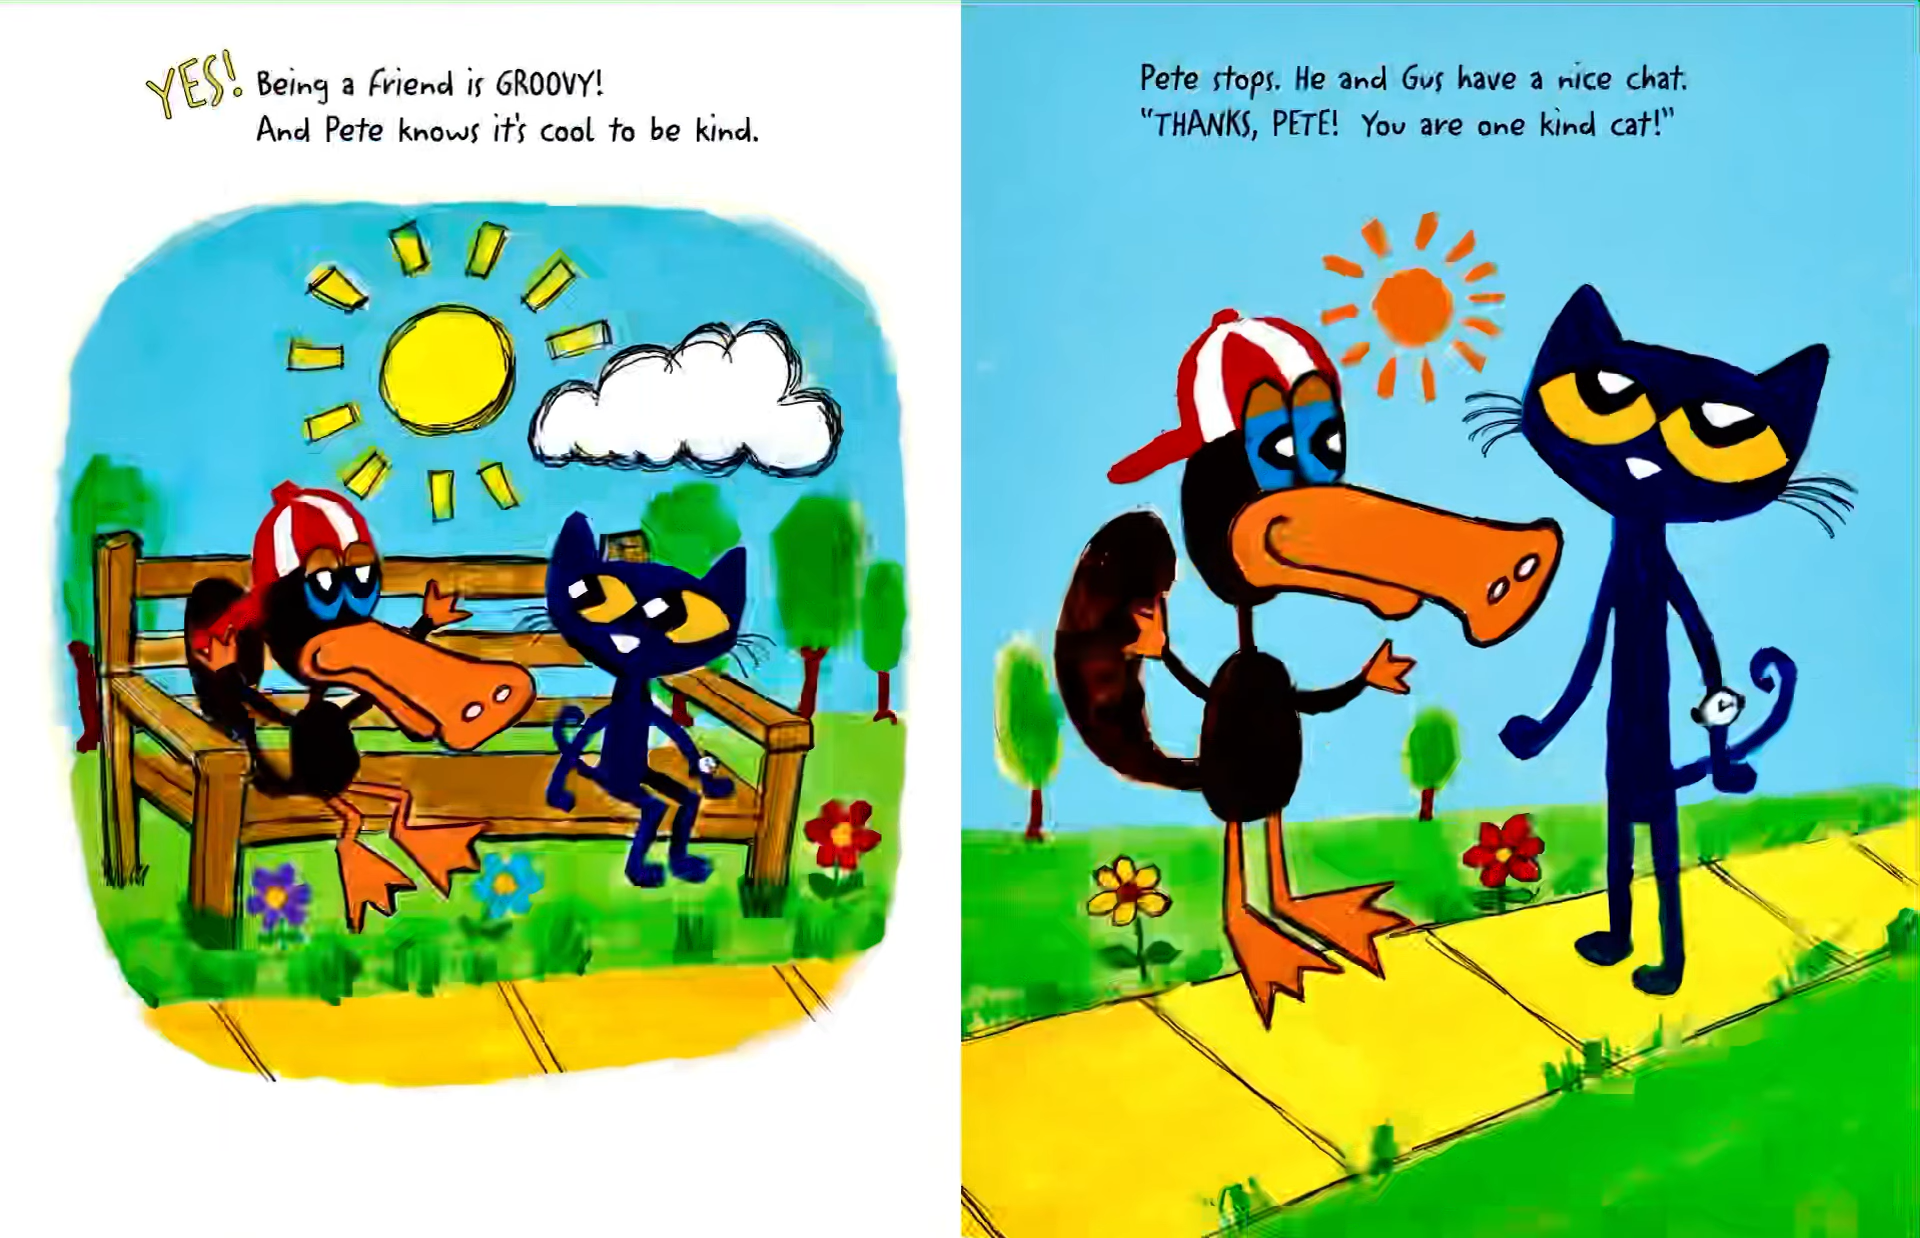 YES! Being a friend is GROOVY!
And Pete knows it's cool to be kind.
Pete stops. He and Gus have a nice chat.
"THANKS, PETE! You are one kind cat!"